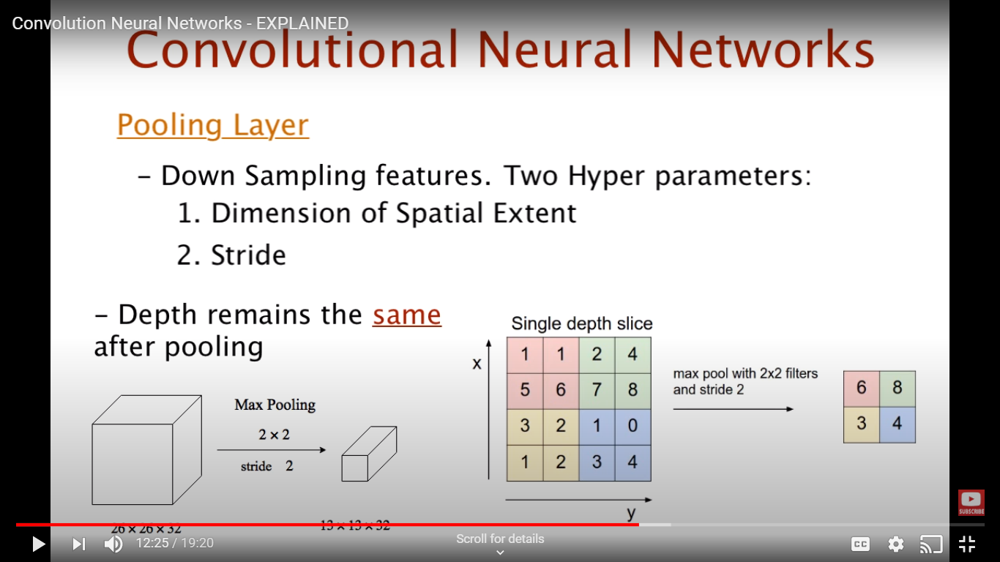 Convolution Neural Networks - EXPLAINED
Convolutional Neural Networks
Pooling Layer
– Down Sampling features. Two Hyper parameters:
1. Dimension of Spatial Extent
2. Stride
– Depth remains the same
after pooling
Max Pooling
2 × 2
stride 2
26 × 26 × 32
13 × 13 × 32
Single depth slice
x
1 1 2 4
5 6 7 8
3 2 1 0
1 2 3 4
y
max pool with 2x2 filters
and stride 2
6 8
3 4
SUBSCRIBE
12:25 / 19:20
Scroll for details
CC